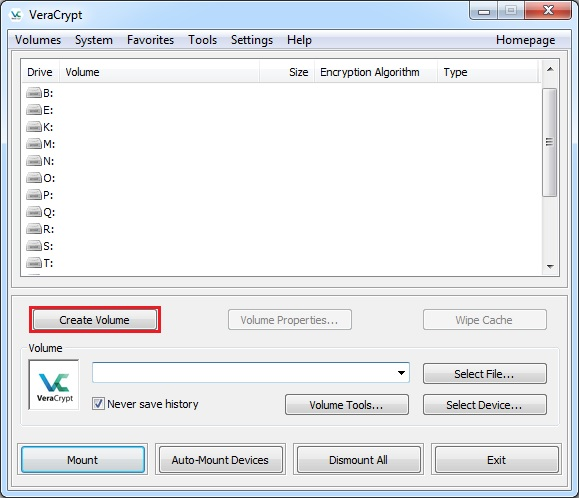 VeraCrypt
Volumes System Favorites Tools Settings Help Homepage
Drive Volume Size Encryption Algorithm Type
B:
E:
K:
M:
N:
O:
P:
Q:
R:
S:
T:
Create Volume Volume Properties... Wipe Cache
Volume
VeraCrypt
Select File...
Never save history Volume Tools... Select Device...
Mount Auto-Mount Devices Dismount All Exit